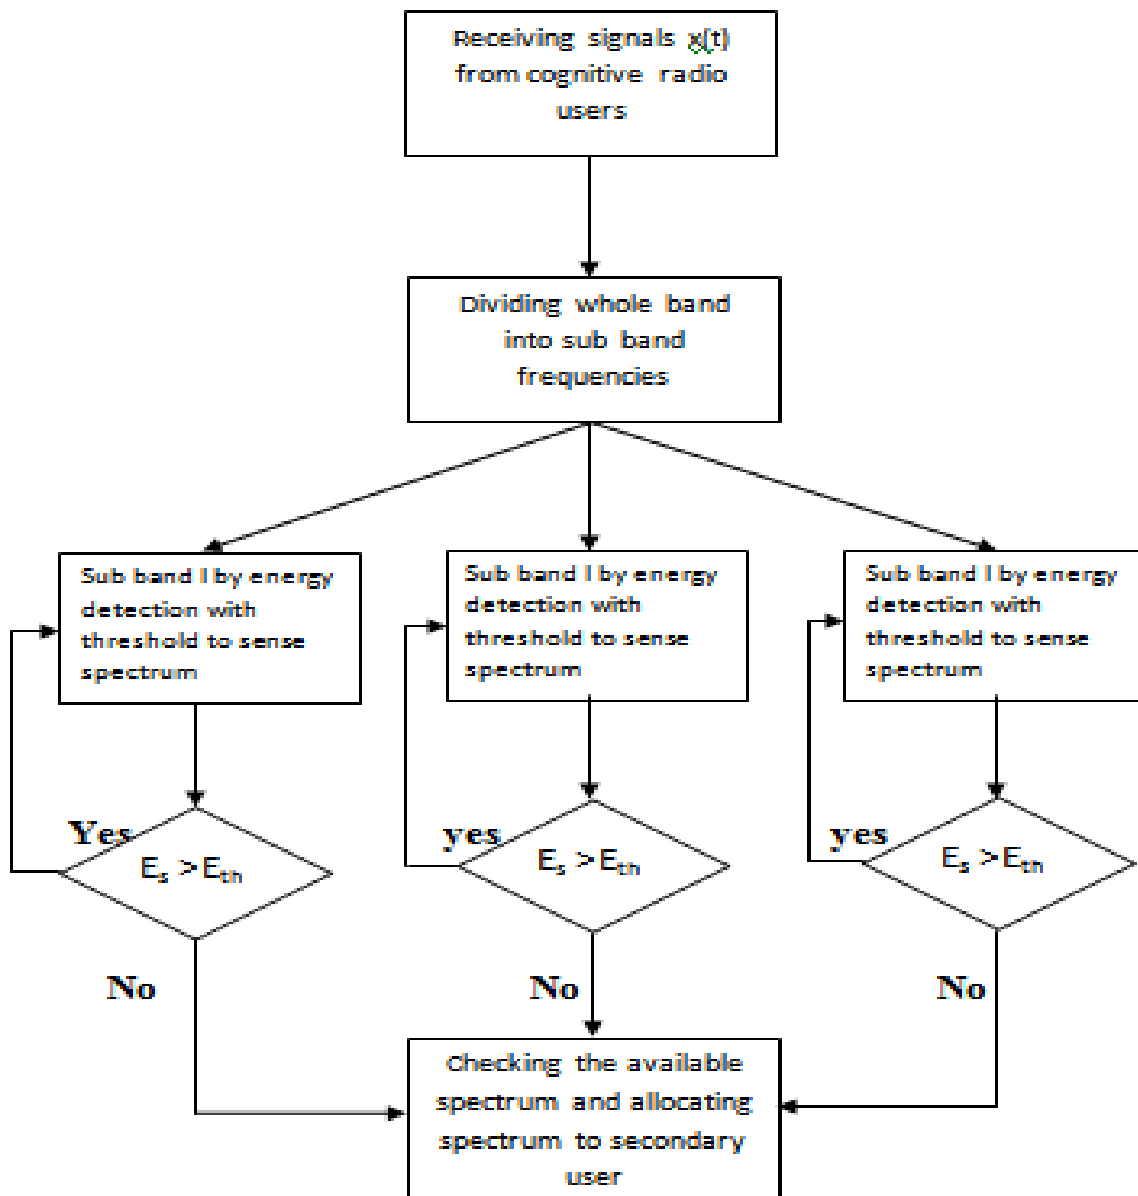 Receiving signals x(t)
from cognitive radio
users
Dividing whole band
into sub band
frequencies
Sub band I by energy
detection with
threshold to sense
spectrum
Sub band I by energy
detection with
threshold to sense
spectrum
Sub band I by energy
detection with
threshold to sense
spectrum
Yes
Es > Eth
yes
Es > Eth
yes
Es > Eth
No
No
No
Checking the available
spectrum and allocating
spectrum to secondary
user